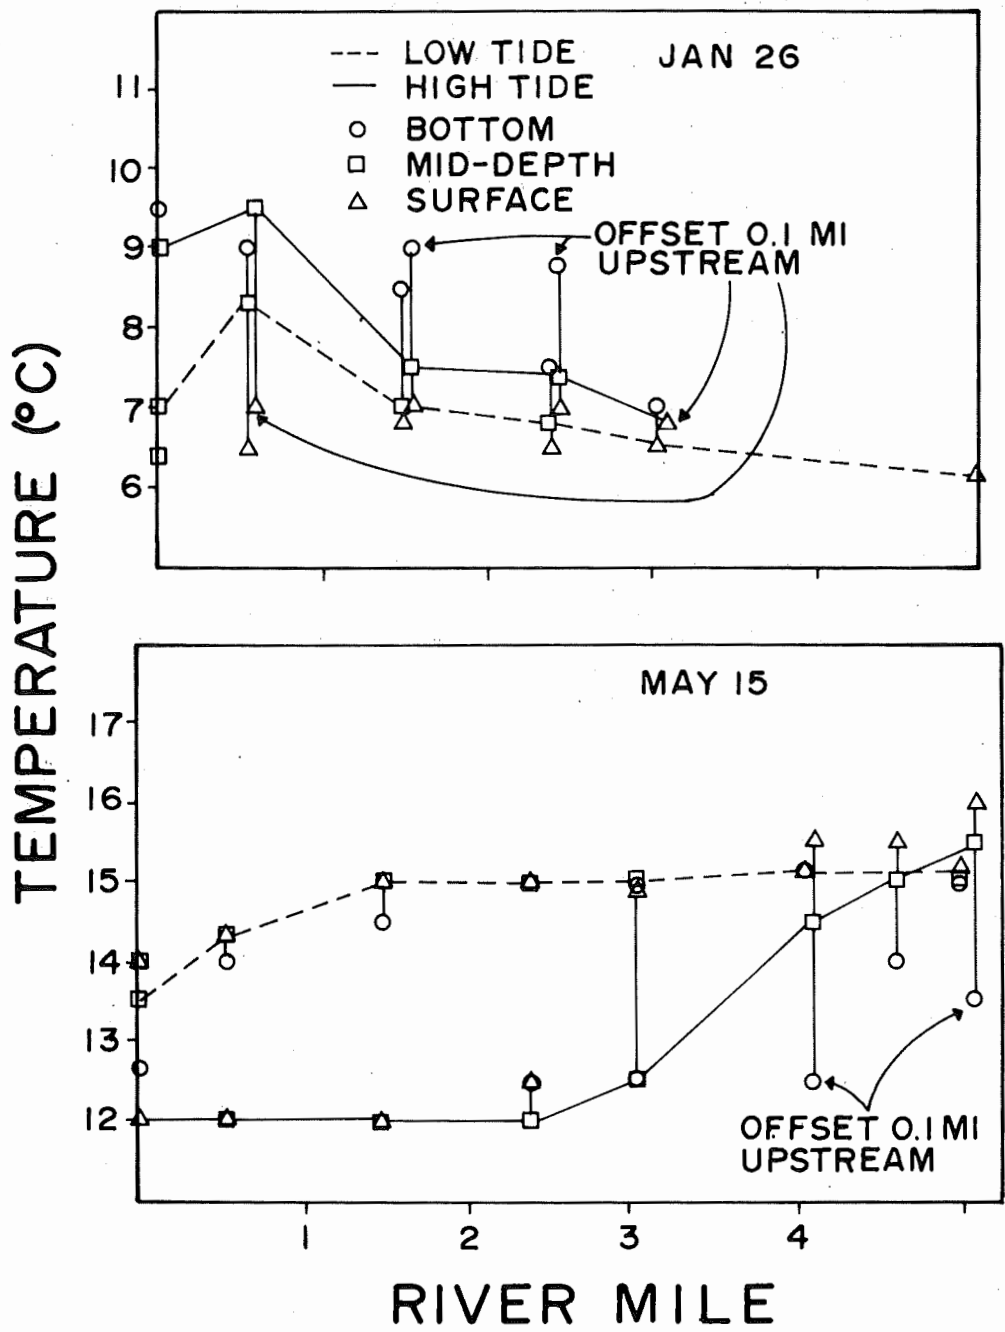 LOW TIDE
JAN 26
HIGH TIDE
BOTTOM
MID-DEPTH
SURFACE
OFFSET 0.1 MI
UPSTREAM
11
10
9
8
7
6
TEMPERATURE (°C)
MAY 15
17
16
15
14
13
12
OFFSET 0.1 MI
UPSTREAM
1
2
3
4
RIVER MILE